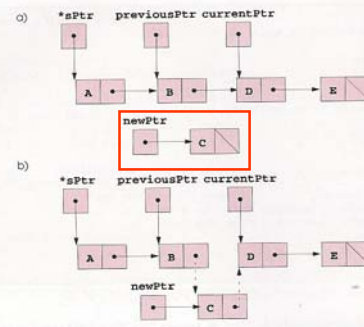 a)
*sPtr previousPtr currentPtr
A B D E
newPtr
C
b)
*sPtr previousPtr currentPtr
A B D E
newPtr
C